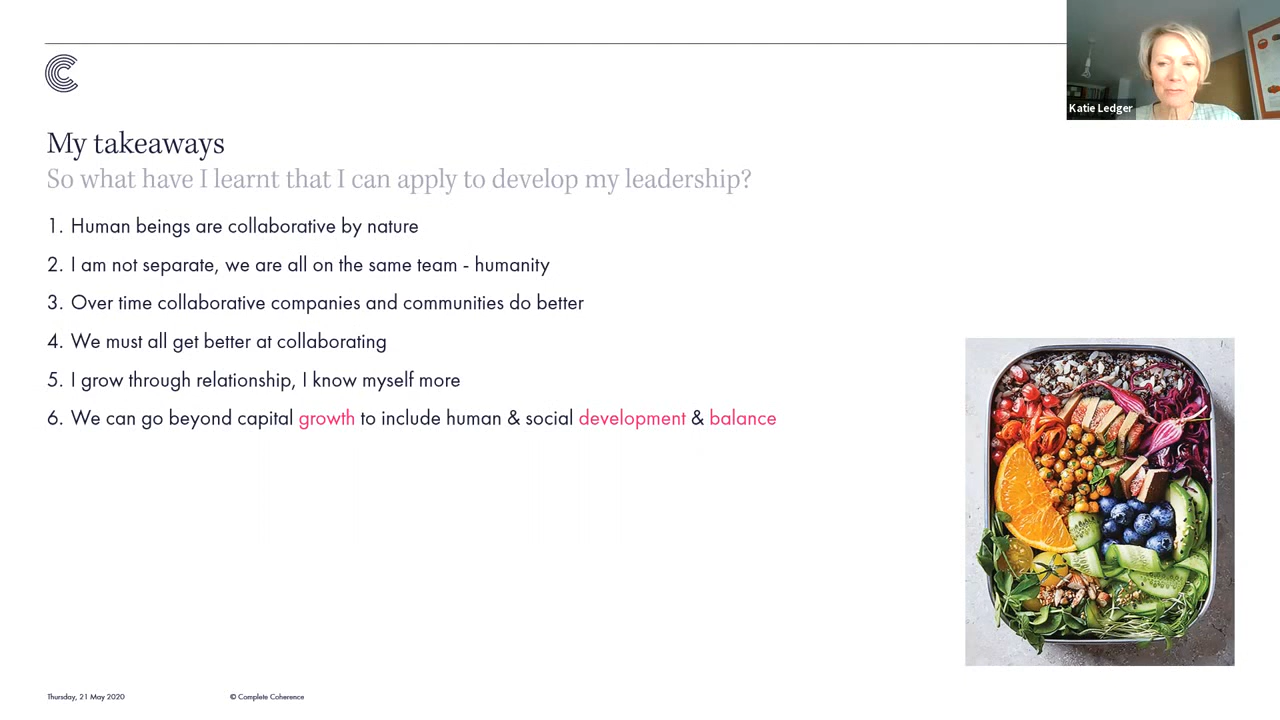 Katie Ledger
My takeaways
So what have I learnt that I can apply to develop my leadership?
1. Human beings are collaborative by nature
2. I am not separate, we are all on the same team - humanity
3. Over time collaborative companies and communities do better
4. We must all get better at collaborating
5. I grow through relationship, I know myself more
6. We can go beyond capital growth to include human & social development & balance
Thursday, 21 May 2020
© Complete Coherence